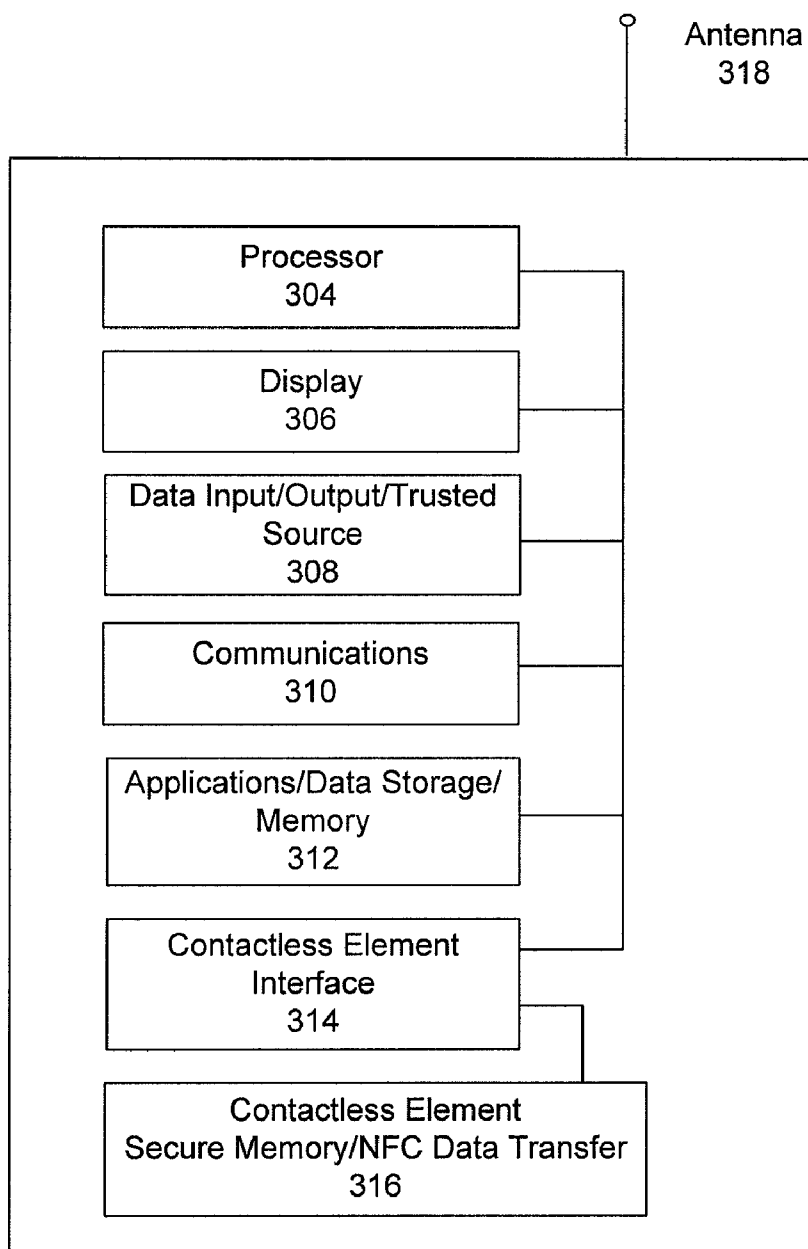 Antenna
318
Processor
304
Display
306
Data Input/Output/Trusted
Source
308
Communications
310
Applications/Data Storage/
Memory
312
Contactless Element
Interface
314
Contactless Element
Secure Memory/NFC Data Transfer
316